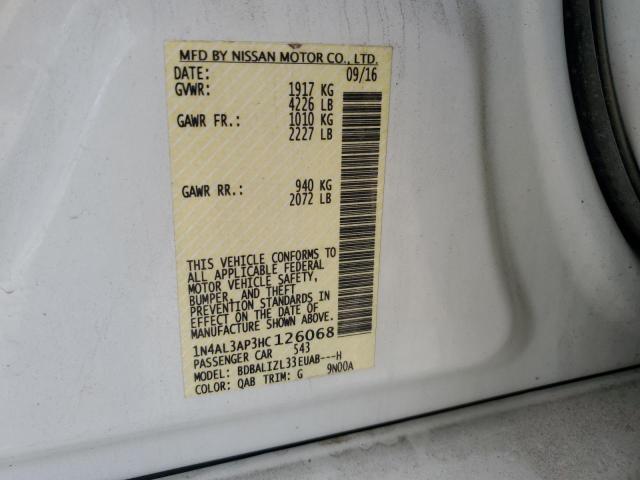 MFD BY NISSAN MOTOR CO., LTD.
DATE: 09/16
GVWR: 1917 KG
4226 LB
GAWR FR.: 1010 KG
2227 LB
GAWR RR.: 940 KG
2072 LB
THIS VEHICLE CONFORMS TO
ALL APPLICABLE FEDERAL
MOTOR VEHICLE SAFETY,
BUMPER, AND THEFT
PREVENTION STANDARDS IN
EFFECT ON THE DATE OF
MANUFACTURE SHOWN ABOVE.
1N4AL3AP3HC126068
PASSENGER CAR 543
MODEL: BDBALIZL33EUAB---H
COLOR: QAB TRIM: G 9N00A